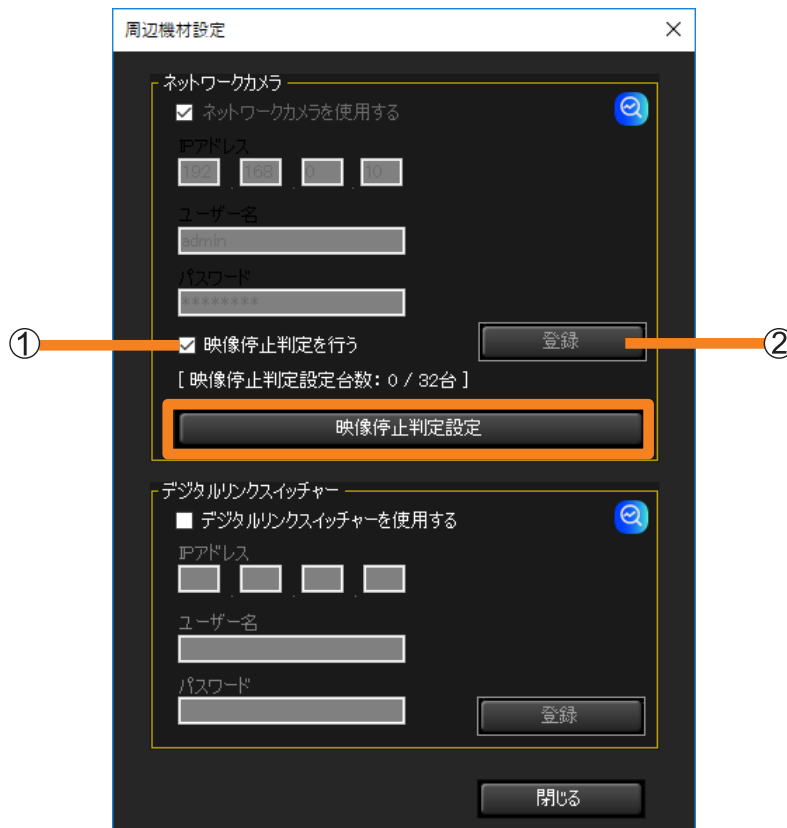 周辺機材設定
ネットワークカメラ
ネットワークカメラを使用する
IPアドレス
192 . 168 . 0 . 10
ユーザー名
admin
パスワード
********
① 映像停止判定を行う 登録 ②
[ 映像停止判定設定台数: 0 / 32台 ]
映像停止判定設定
デジタルリンクスイッチャー
デジタルリンクスイッチャーを使用する
IPアドレス
. . .
ユーザー名
パスワード
登録
閉じる